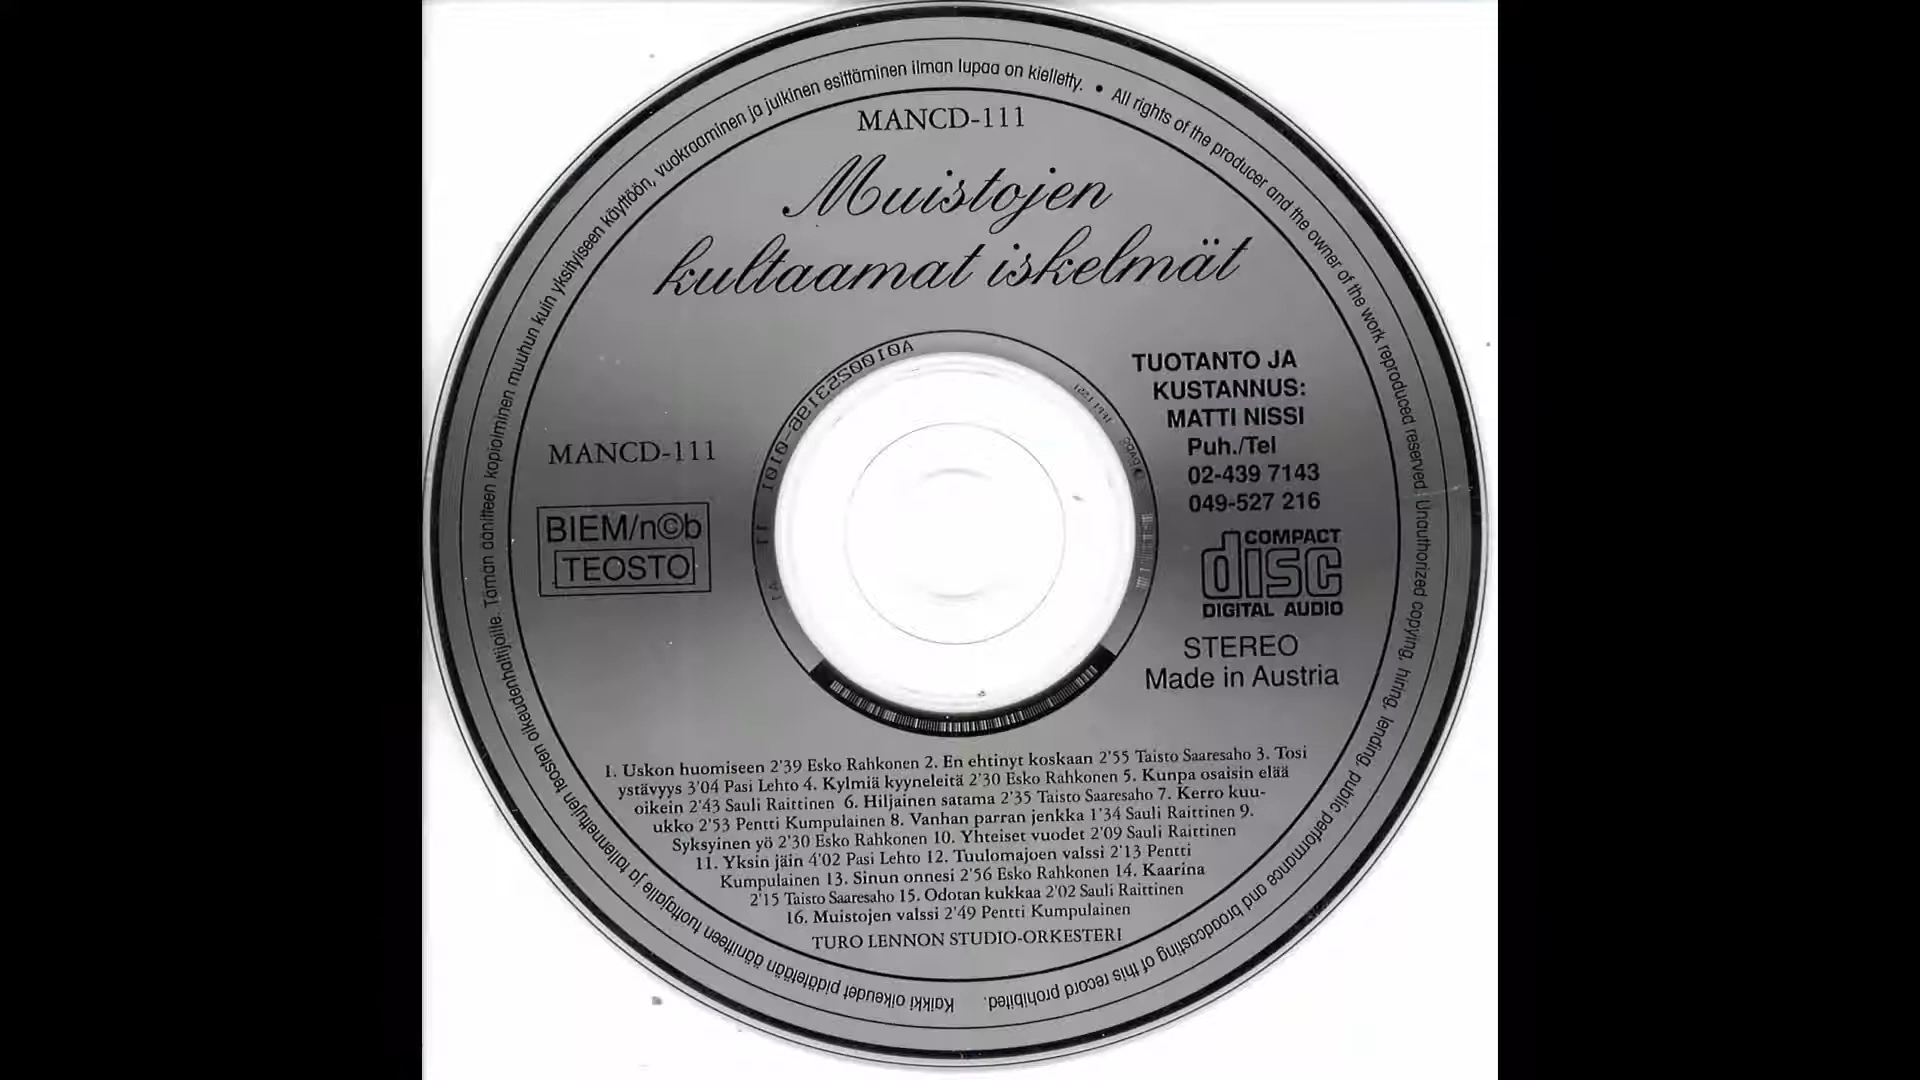 Kaikki oikeudet pidätetään äänitteen tuottajalle ja tallennettujen teosten oikeudenhaltijoille. Tämän äänitteen kopioiminen muuhun kuin yksityiseen käyttöön, vuokraaminen ja julkinen esittäminen ilman lupaa on kielletty. • All rights of the producer and the owner of the work reproduced reserved. Unauthorized copying, hiring, lending, public performance and broadcasting of this record prohibited.
MANCD-111
Muistojen
kultaamat iskelmät
TUOTANTO JA
KUSTANNUS:
MATTI NISSI
Puh./Tel
02-439 7143
049-527 216
MANCD-111
BIEM/n©b
TEOSTO
COMPACT
disc
DIGITAL AUDIO
STEREO
Made in Austria
1. Uskon huomiseen 2'39 Esko Rahkonen 2. En ehtinyt koskaan 2'55 Taisto Saaresaho 3. Tosi
ystävyys 3'04 Pasi Lehto 4. Kylmiä kyyneleitä 2'30 Esko Rahkonen 5. Kunpa osaisin elää
oikein 2'43 Sauli Raittinen 6. Hiljainen satama 2'35 Taisto Saaresaho 7. Kerro kuu-
ukko 2'53 Pentti Kumpulainen 8. Vanhan parran jenkka 1'34 Sauli Raittinen 9.
Syksyinen yö 2'30 Esko Rahkonen 10. Yhteiset vuodet 2'09 Sauli Raittinen
11. Yksin jäin 4'02 Pasi Lehto 12. Tuulomajoen valssi 2'13 Pentti
Kumpulainen 13. Sinun onnesi 2'56 Esko Rahkonen 14. Kaarina
2'15 Taisto Saaresaho 15. Odotan kukkaa 2'02 Sauli Raittinen
16. Muistojen valssi 2'49 Pentti Kumpulainen
TURO LENNON STUDIO-ORKESTERI